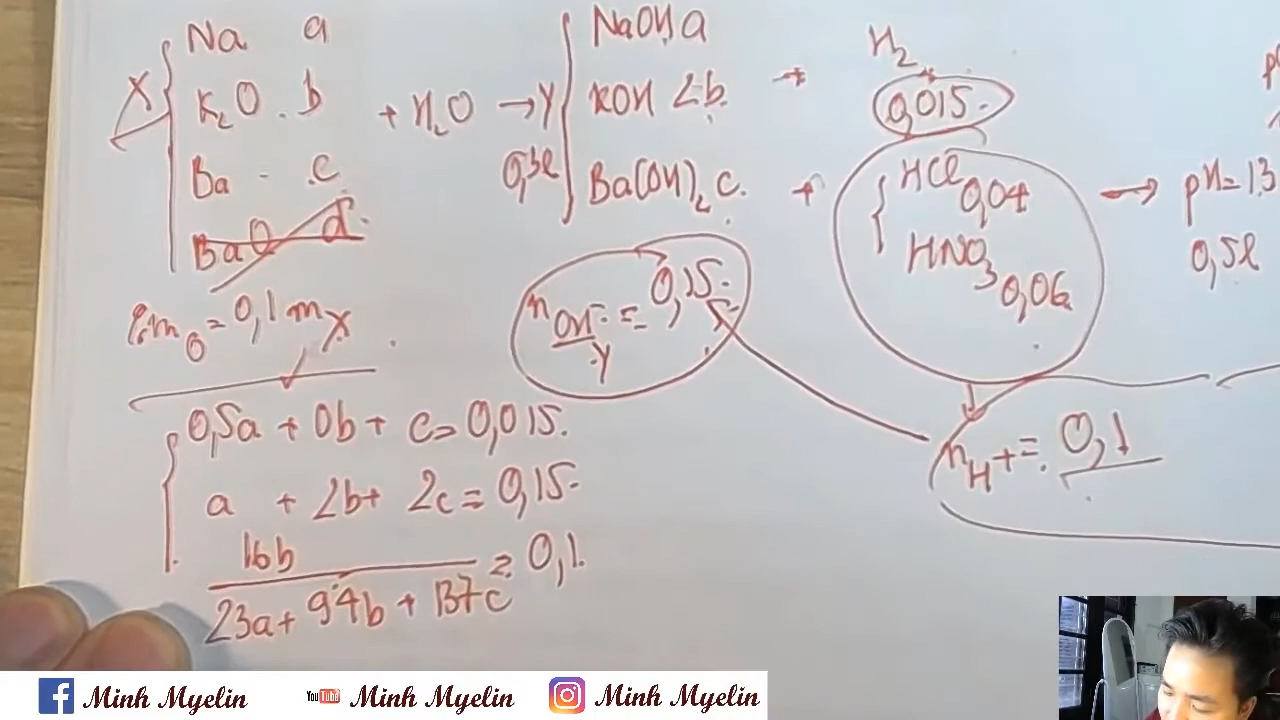 X { Na a
K₂O . b
Ba - c
BaO d
+ H₂O → Y
0,3l
NaOH a
KOH 2b.
Ba(OH)₂ c.
+ H₂
0,015.
+ { HCl 0,04
HNO₃ 0,06
→ pH=13
0,5l
%mO = 0,1 mX
nOH⁻ = 0,15.
Y
nH+ = 0,1
0,5a + 0b + c = 0,015.
a + 2b + 2c = 0,15.
16b
= 0,1.
23a + 94b + 137c
Minh Myelin
YouTube Minh Myelin
Minh Myelin